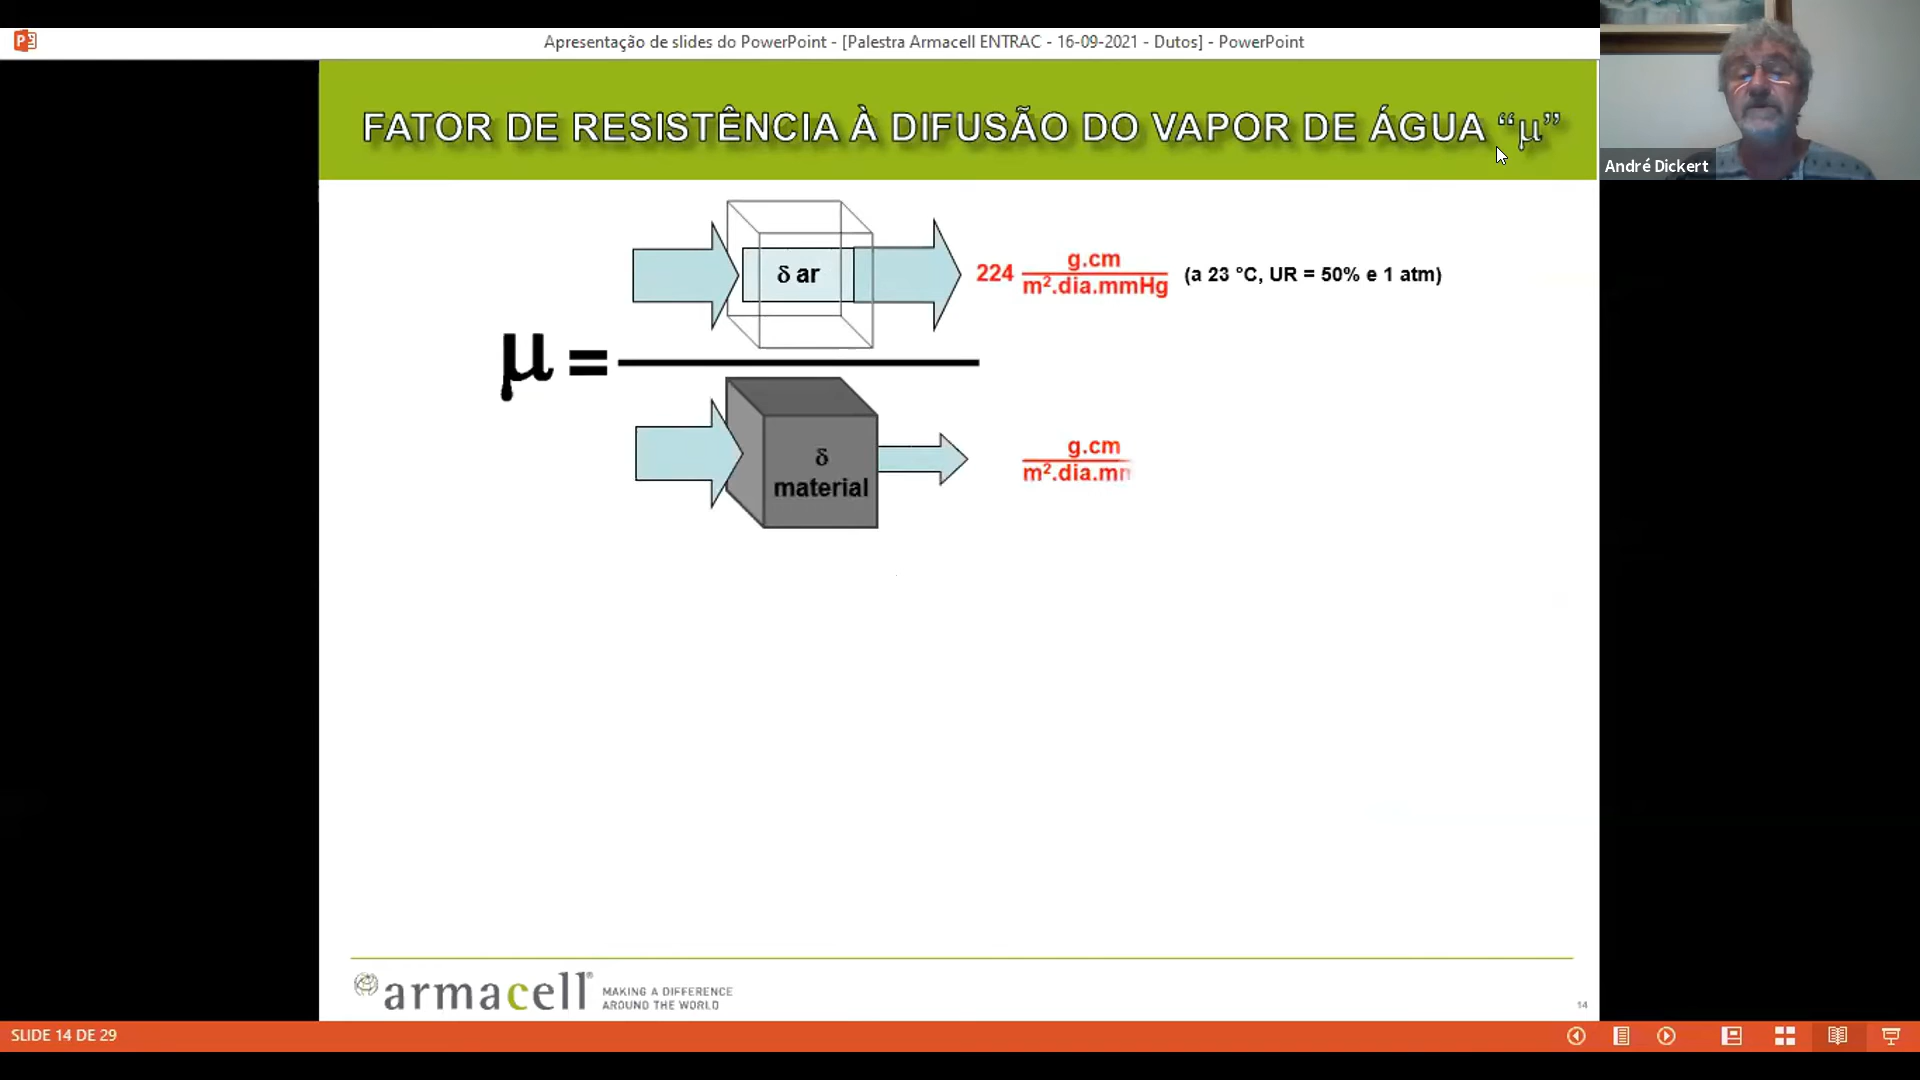 Apresentação de slides do PowerPoint - [Palestra Armacell ENTRAC - 16-09-2021 - Dutos] - PowerPoint
FATOR DE RESISTÊNCIA À DIFUSÃO DO VAPOR DE ÁGUA “µ”
André Dickert
δ ar
224 g.cm
m².dia.mmHg
(a 23 °C, UR = 50% e 1 atm)
µ =
δ
material
g.cm
m².dia.m
armacell®
MAKING A DIFFERENCE
AROUND THE WORLD
14
SLIDE 14 DE 29